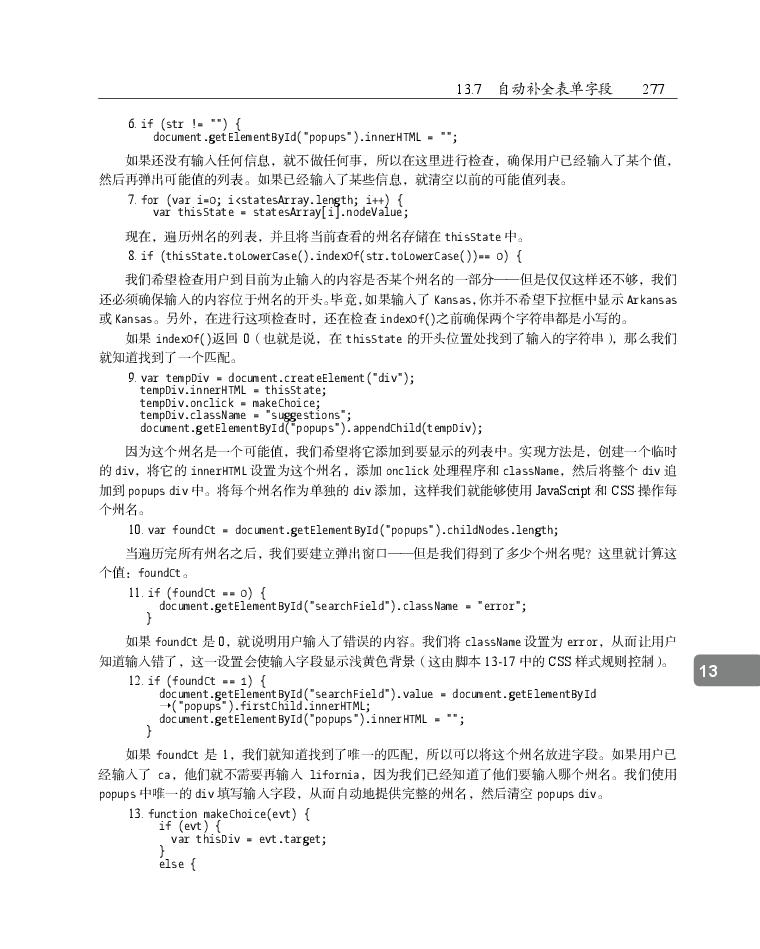 13.7 自动补全表单字段 277
6. if (str != "") {
document.getElementById("popups").innerHTML = "";
如果还没有输入任何信息，就不做任何事，所以在这里进行检查，确保用户已经输入了某个值，
然后再弹出可能值的列表。如果已经输入了某些信息，就清空以前的可能值列表。
7. for (var i=0; i<statesArray.length; i++) {
var thisState = statesArray[i].nodeValue;
现在，遍历州名的列表，并且将当前查看的州名存储在 thisState 中。
8. if (thisState.toLowerCase().indexOf(str.toLowerCase())== 0) {
我们希望检查用户到目前为止输入的内容是否某个州名的一部分——但是仅仅这样还不够，我们
还必须确保输入的内容位于州名的开头。毕竟，如果输入了 Kansas，你并不希望下拉框中显示 Arkansas
或 Kansas。另外，在进行这项检查时，还在检查 indexOf()之前确保两个字符串都是小写的。
如果 indexOf()返回 0（也就是说，在 thisState 的开头位置处找到了输入的字符串），那么我们
就知道找到了一个匹配。
9. var tempDiv = document.createElement("div");
tempDiv.innerHTML = thisState;
tempDiv.onclick = makeChoice;
tempDiv.className = "suggestions";
document.getElementById("popups").appendChild(tempDiv);
因为这个州名是一个可能值，我们希望将它添加到要显示的列表中。实现方法是，创建一个临时
的 div，将它的 innerHTML 设置为这个州名，添加 onclick 处理程序和 className，然后将整个 div 追
加到 popups div 中。将每个州名作为单独的 div 添加，这样我们就能够使用 JavaScript 和 CSS 操作每
个州名。
10. var foundCt = document.getElementById("popups").childNodes.length;
当遍历完所有州名之后，我们要建立弹出窗口——但是我们得到了多少个州名呢？这里就计算这
个值：foundCt。
11. if (foundCt == 0) {
document.getElementById("searchField").className = "error";
}
如果 foundCt 是 0，就说明用户输入了错误的内容。我们将 className 设置为 error，从而让用户
知道输入错了，这一设置会使输入字段显示浅黄色背景（这由脚本 13-17 中的 CSS 样式规则控制）。
13
12. if (foundCt == 1) {
document.getElementById("searchField").value = document.getElementById
→("popups").firstChild.innerHTML;
document.getElementById("popups").innerHTML = "";
}
如果 foundCt 是 1，我们就知道找到了唯一的匹配，所以可以将这个州名放进字段。如果用户已
经输入了 ca，他们就不需要再输入 lifornia，因为我们已经知道了他们要输入哪个州名。我们使用
popups 中唯一的 div 填写输入字段，从而自动地提供完整的州名，然后清空 popups div。
13. function makeChoice(evt) {
if (evt) {
var thisDiv = evt.target;
}
else {